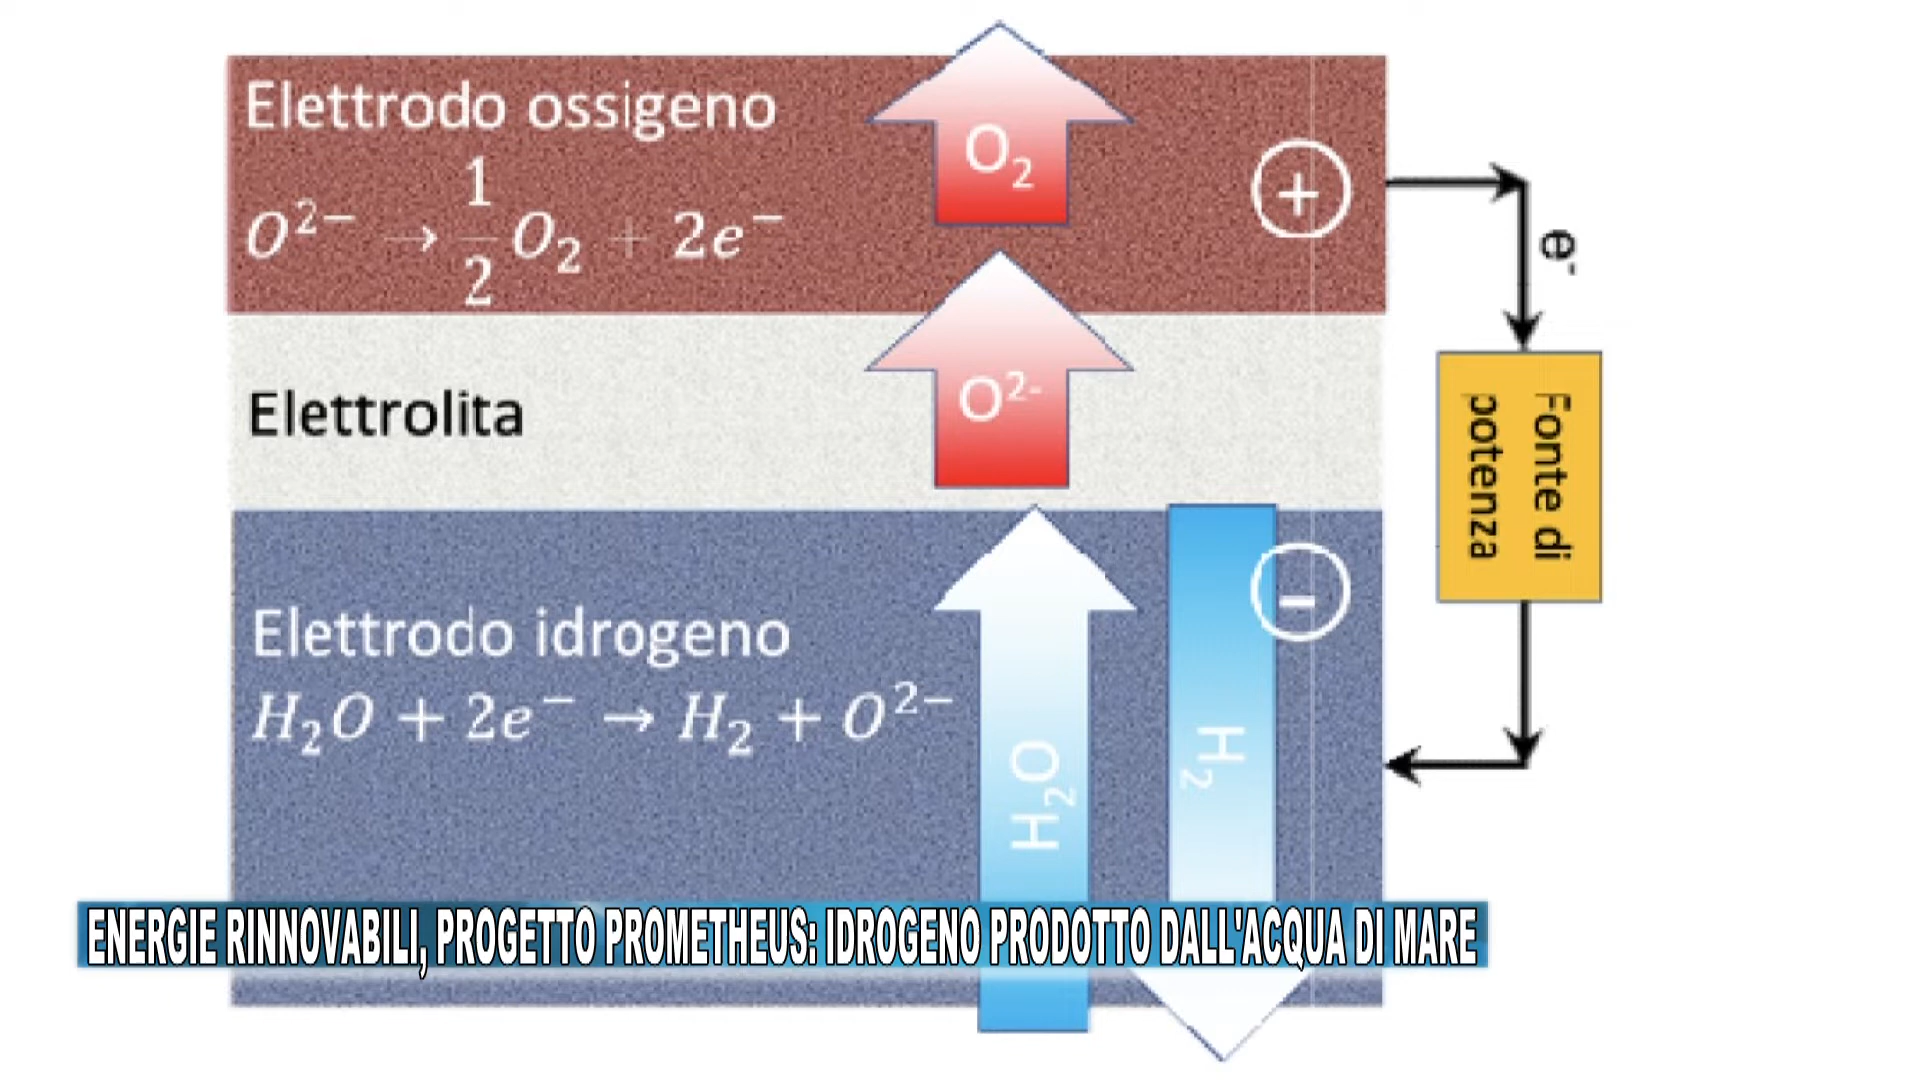 Elettrodo ossigeno
O²⁻ → 1/2 O₂ + 2e⁻
O₂
+
e⁻
Elettrolita
O²⁻
Fonte di
potenza
Elettrodo idrogeno
H₂O + 2e⁻ → H₂ + O²⁻
H₂O
H₂
-
ENERGIE RINNOVABILI, PROGETTO PROMETHEUS: IDROGENO PRODOTTO DALL'ACQUA DI MARE